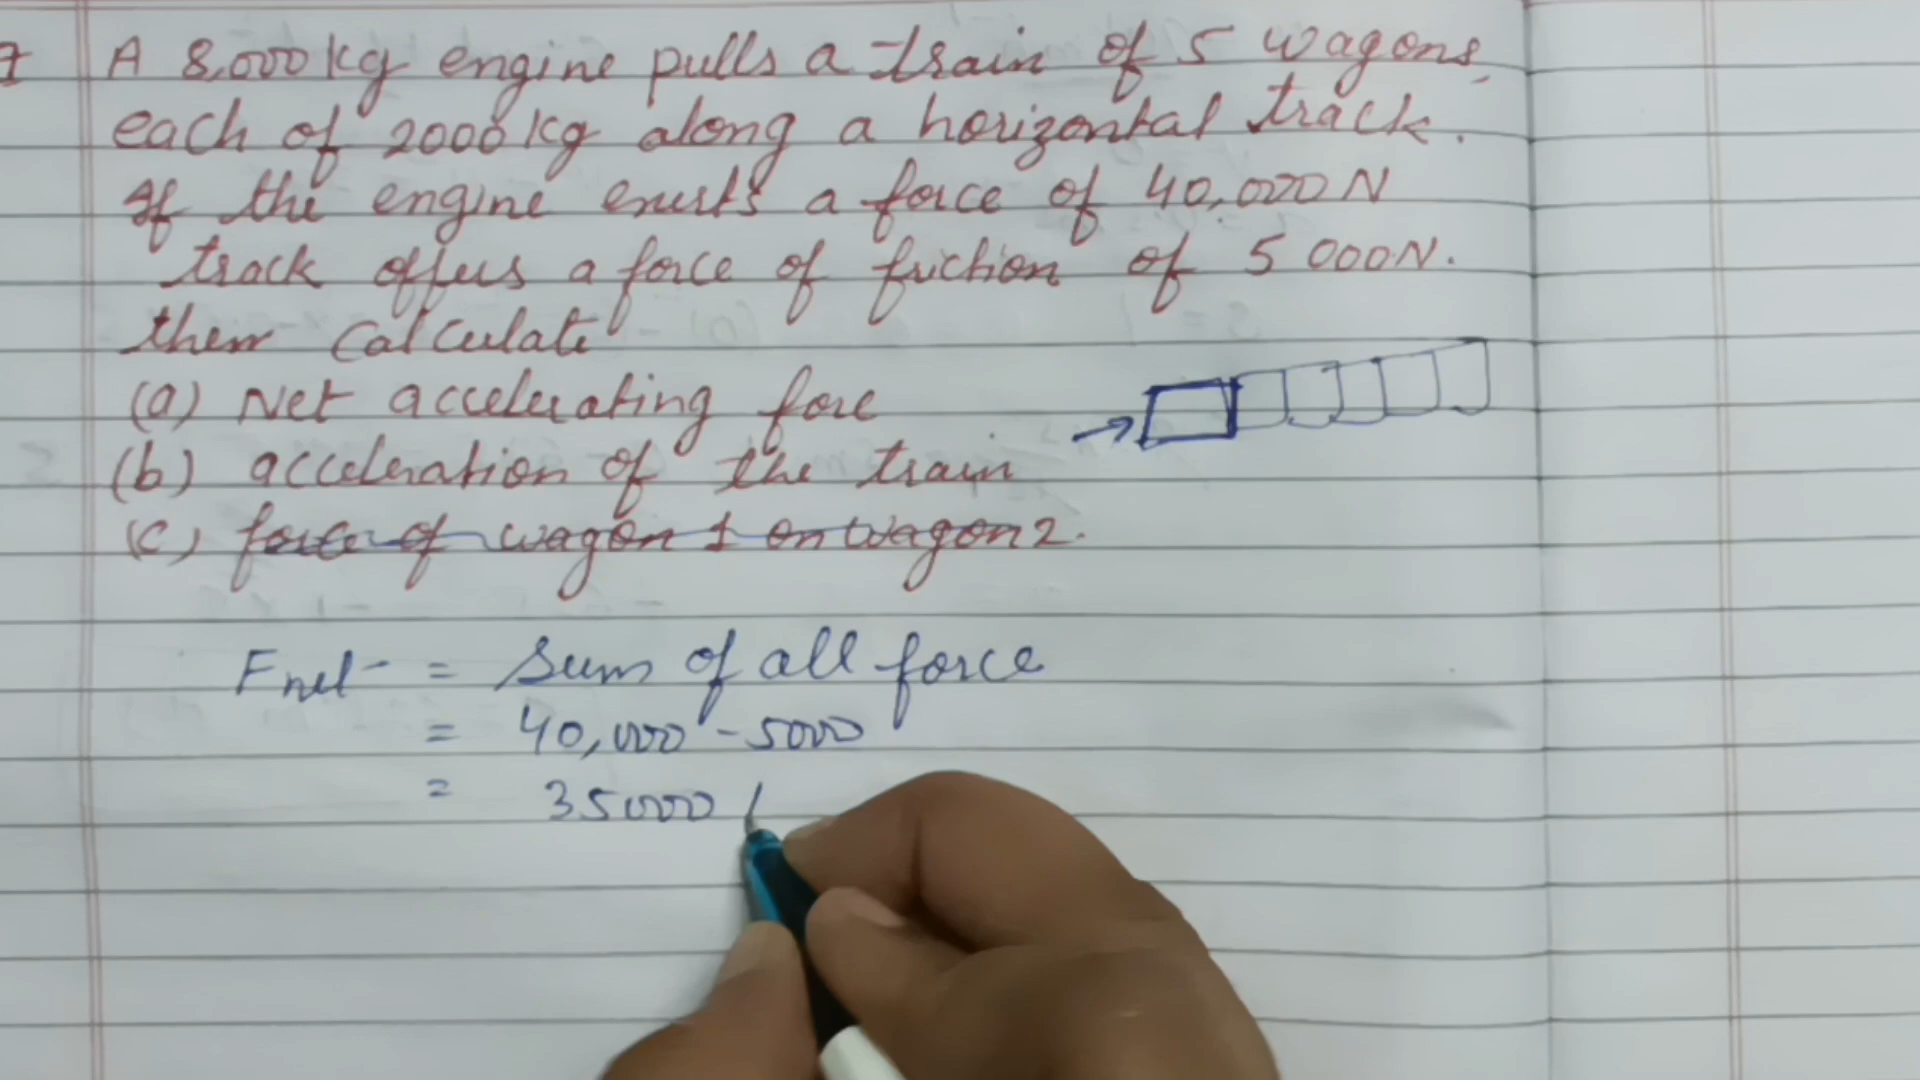 7 A 8,000 kg engine pulls a train of 5 wagons,
each of 2000 kg along a horizontal track.
If the engine exerts a force of 40,000 N
track offers a force of friction of 5 000N.
then Calculate
(a) Net accelerating forc
(b) acceleration of the train
(c) force of wagon 1 on wagon 2.
Fnet = Sum of all force
= 40,000 - 5000
= 35000